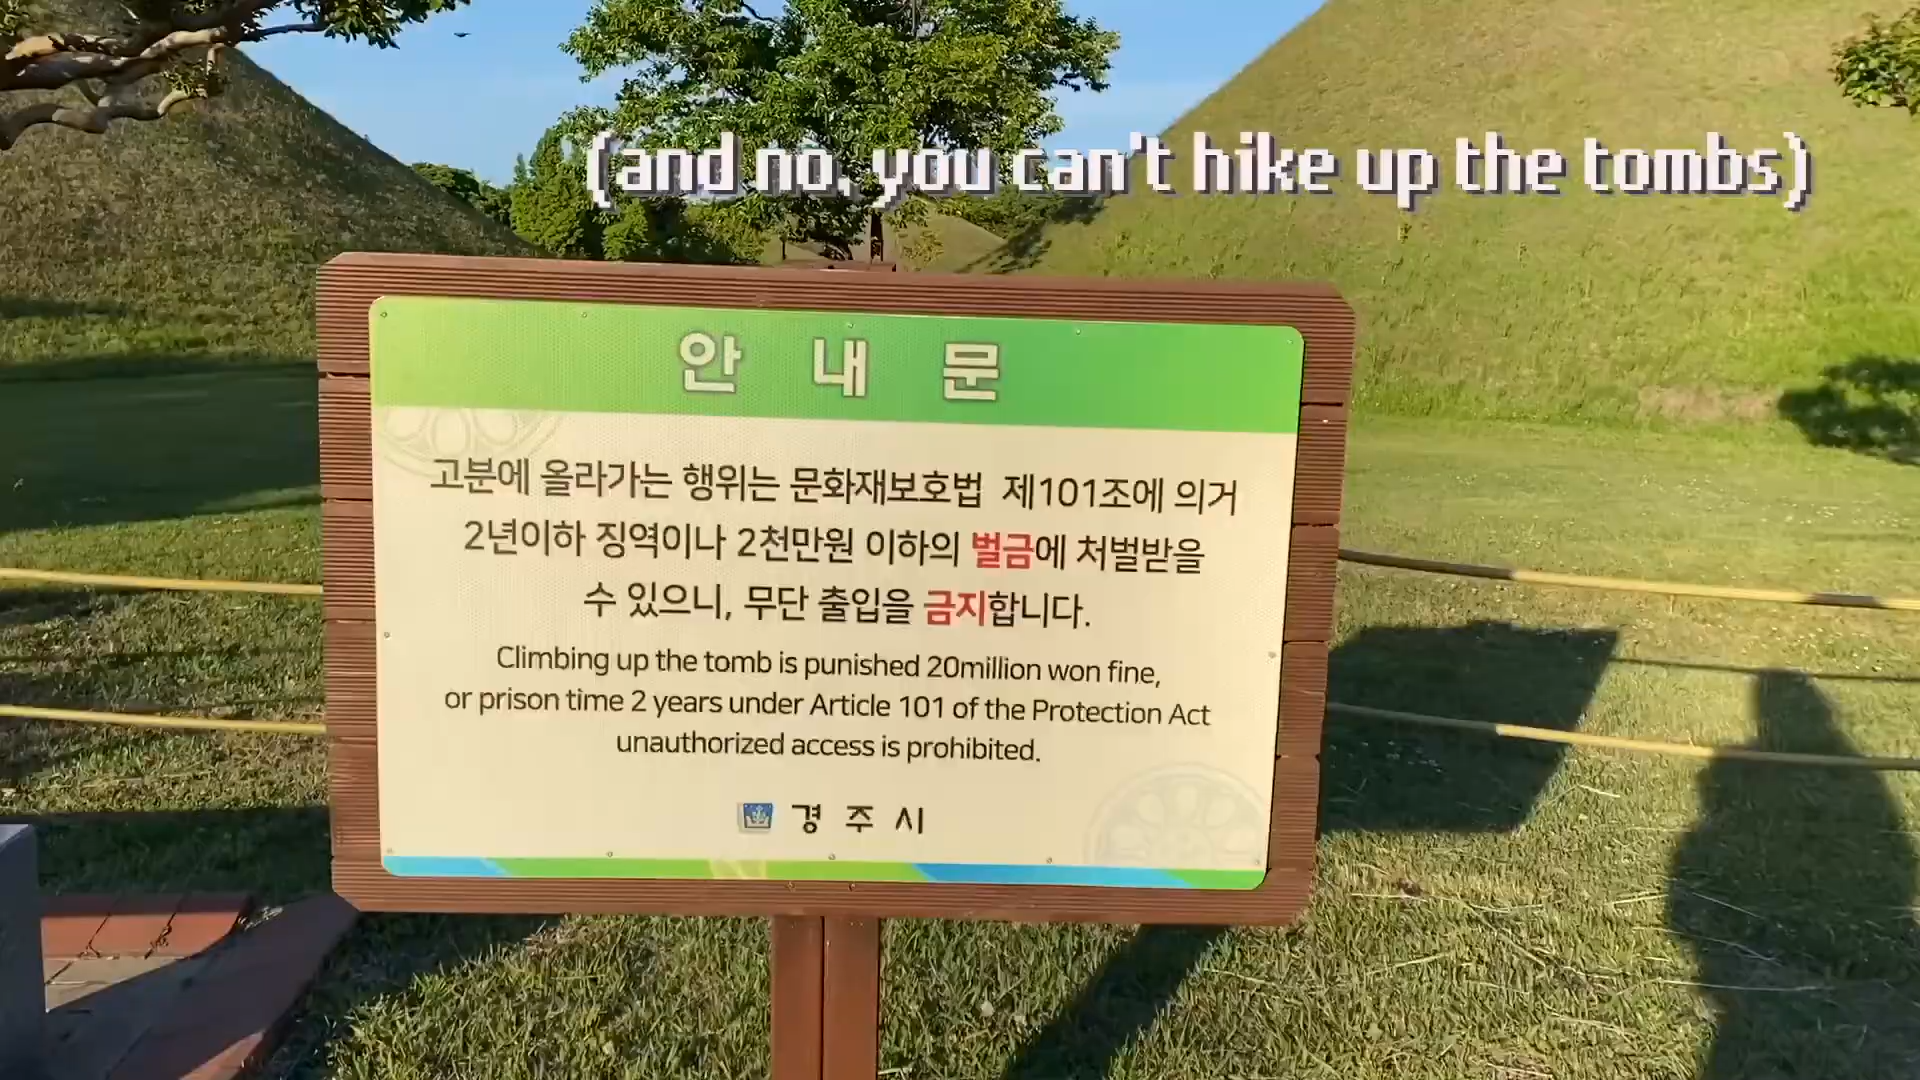 (and no, you can't hike up the tombs)
안 내 문
고분에 올라가는 행위는 문화재보호법 제101조에 의거
2년이하 징역이나 2천만원 이하의 벌금에 처벌받을
수 있으니, 무단 출입을 금지합니다.
Climbing up the tomb is punished 20million won fine,
or prison time 2 years under Article 101 of the Protection Act
unauthorized access is prohibited.
경 주 시